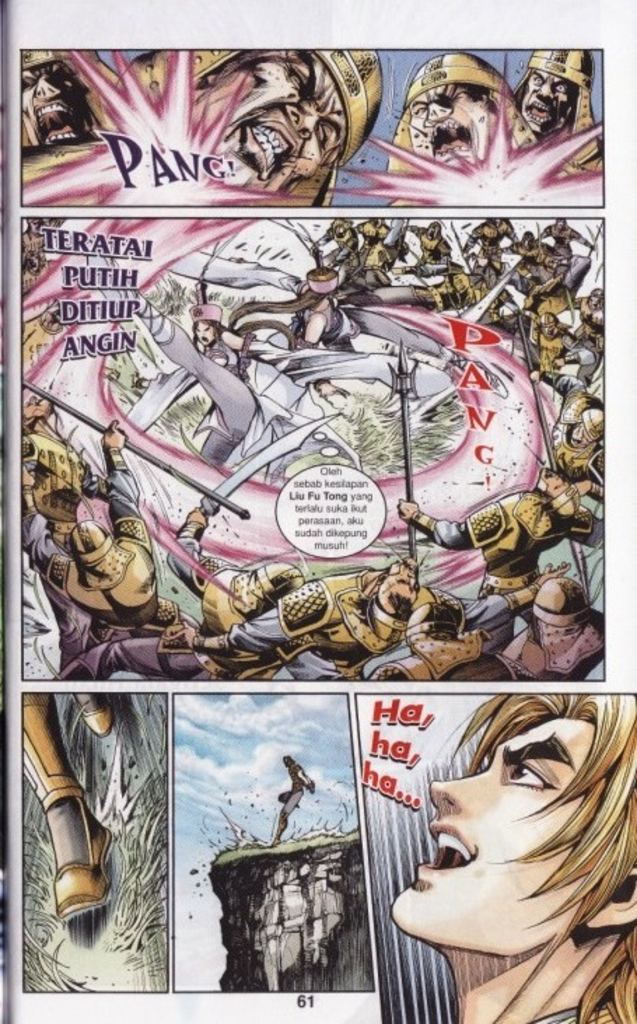 PANG!
TERATAI
PUTIH
DITIUP
ANGIN
PANG!
Oleh
sebab kesilapan
Liu Fu Tong yang
terlalu suka ikut
perasaan, aku
sudah dikepung
musuh!
Ha,
ha,
ha...
61